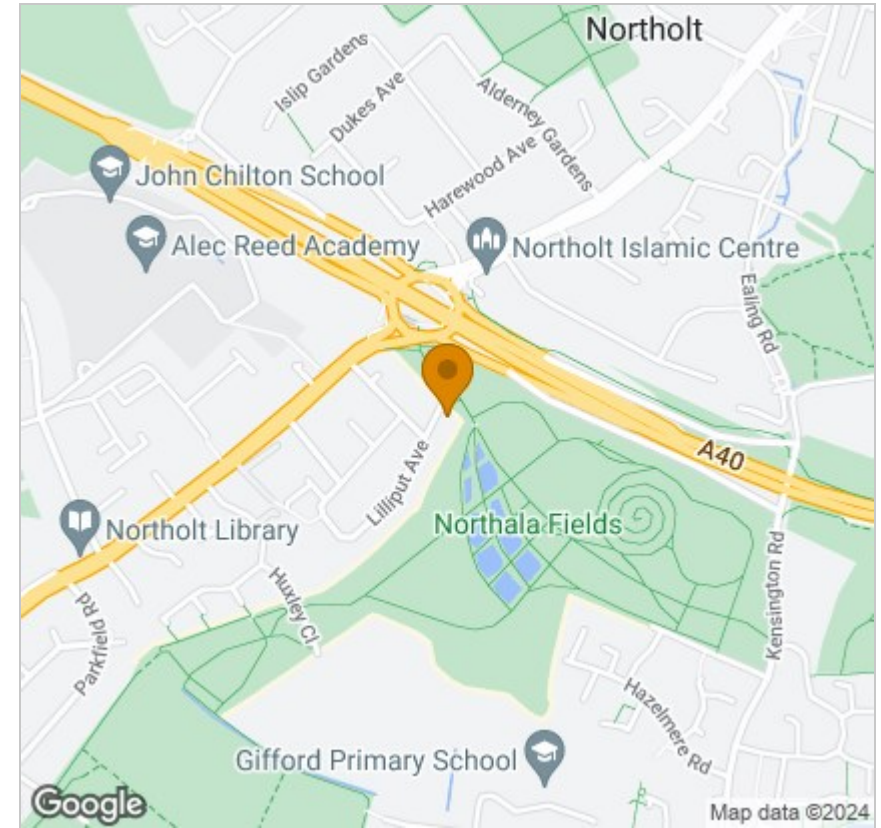 Northolt
Islip Gardens
Dukes Ave
Alderney Gardens
Harewood Ave
John Chilton School
Alec Reed Academy
Northolt Islamic Centre
Ealing Rd
A40
Lilliput Ave
Northala Fields
Northolt Library
Kensington Rd
Huxley Cl
Parkfield Rd
Hazelmere Rd
Gifford Primary School
Google
Map data ©2024